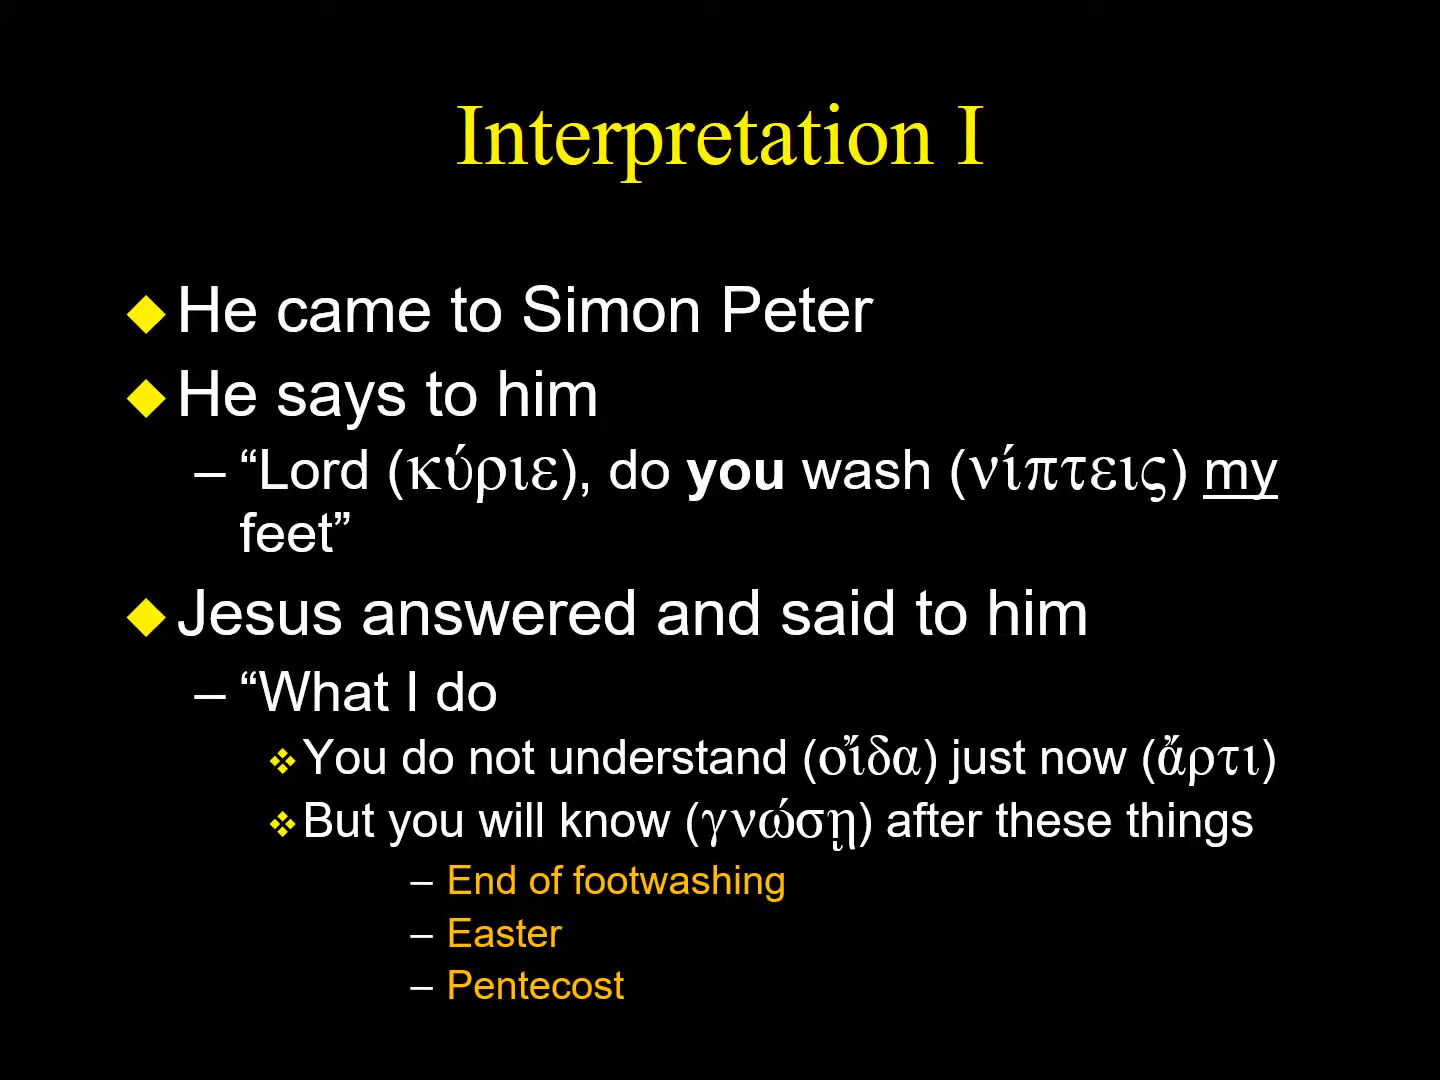 Interpretation I
He came to Simon Peter
He says to him
– “Lord (κύριε), do you wash (νίπτεις) my
feet”
Jesus answered and said to him
– “What I do
You do not understand (οἴδα) just now (ἄρτι)
But you will know (γνώσῃ) after these things
– End of footwashing
– Easter
– Pentecost